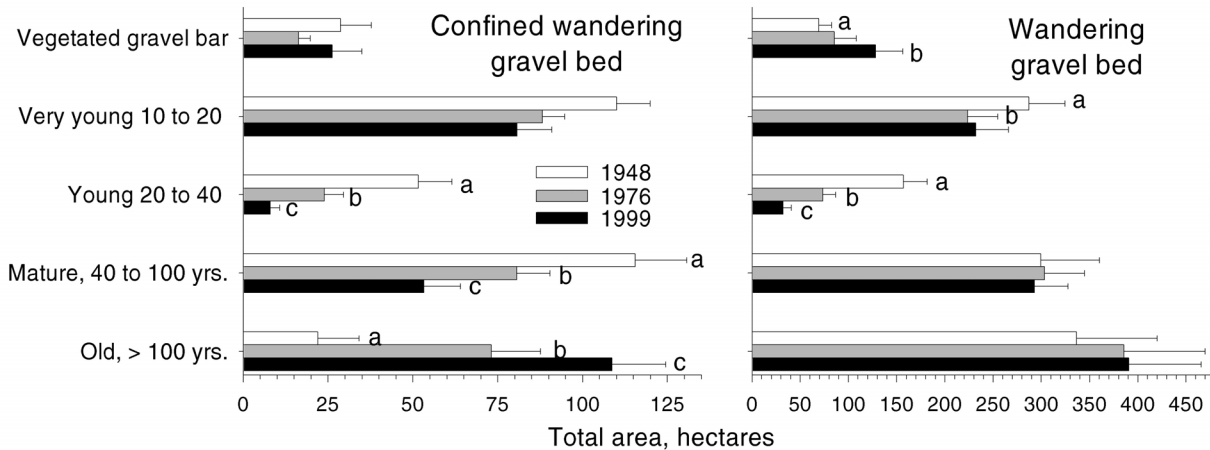 Confined wandering
gravel bed
Wandering
gravel bed
Vegetated gravel bar
a
b
Very young 10 to 20
a
b
Young 20 to 40
a
b
c
a
b
c
1948
1976
1999
Mature, 40 to 100 yrs.
a
b
c
Old, > 100 yrs.
a
b
c
0 25 50 75 100 125
0 50 100 150 200 250 300 350 400 450
Total area, hectares